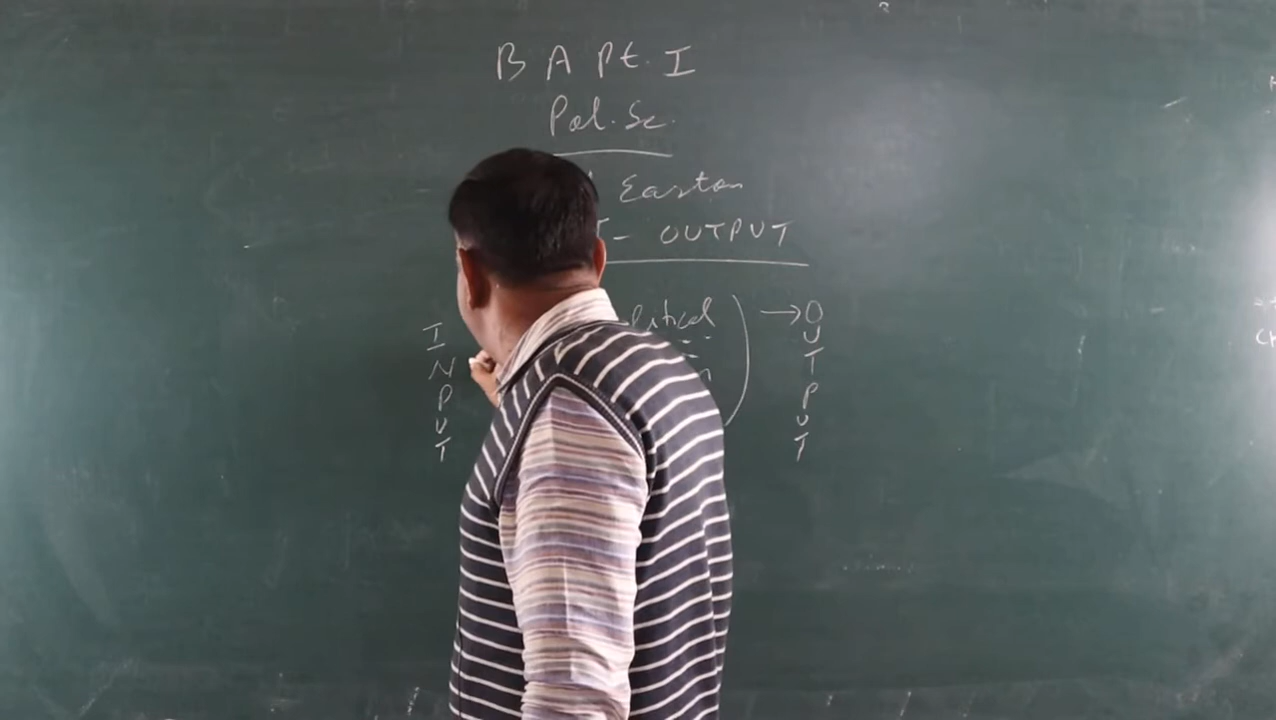 B A Pt. I
Pol. Sc.
Easton
T - OUTPUT
INPUT
litical
OUTPUT